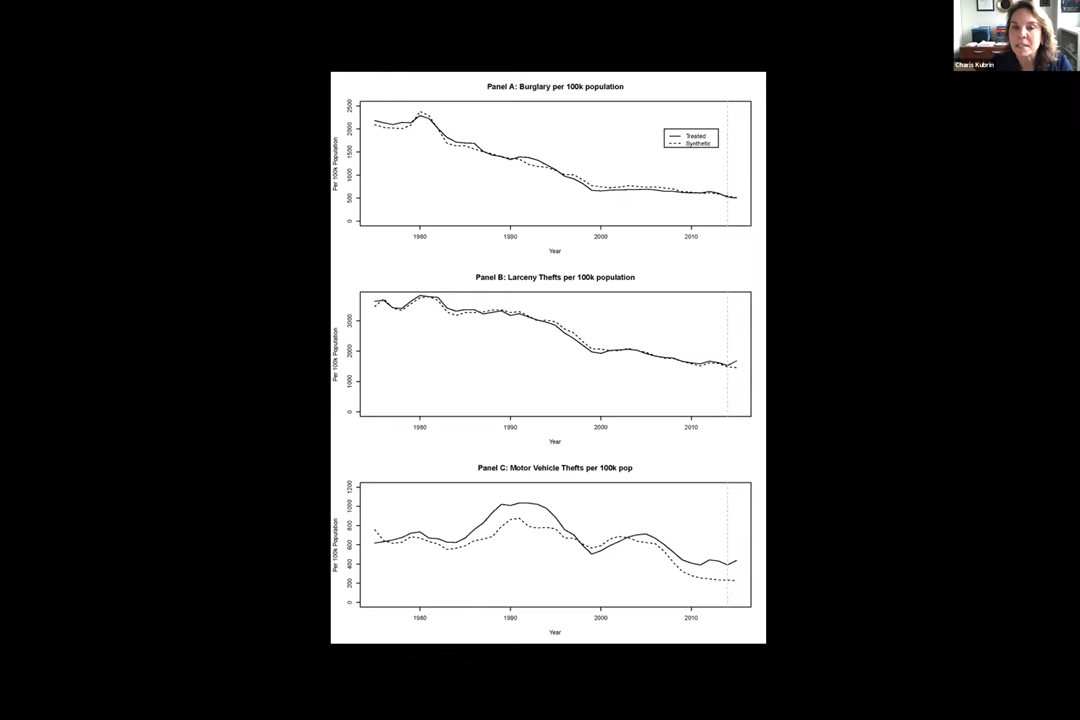 Charis Kubrin
Panel A: Burglary per 100k population
Per 100k Population
2500
2000
1500
1000
500
0
Treated
Synthetic
1980
1990
2000
2010
Year
Panel B: Larceny Thefts per 100k population
Per 100k Population
3000
2000
1000
0
1980
1990
2000
2010
Year
Panel C: Motor Vehicle Thefts per 100k pop
Per 100k Population
1200
1000
800
600
400
200
0
1980
1990
2000
2010
Year